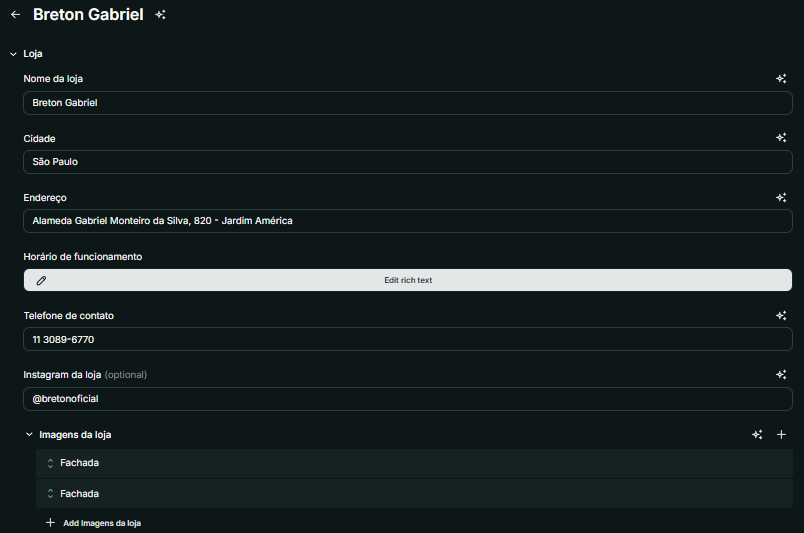 Breton Gabriel
Loja
Nome da loja
Breton Gabriel
Cidade
São Paulo
Endereço
Alameda Gabriel Monteiro da Silva, 820 - Jardim América
Horário de funcionamento
Edit rich text
Telefone de contato
11 3089-6770
Instagram da loja (optional)
@bretonoficial
Imagens da loja
Fachada
Fachada
Add Imagens da loja